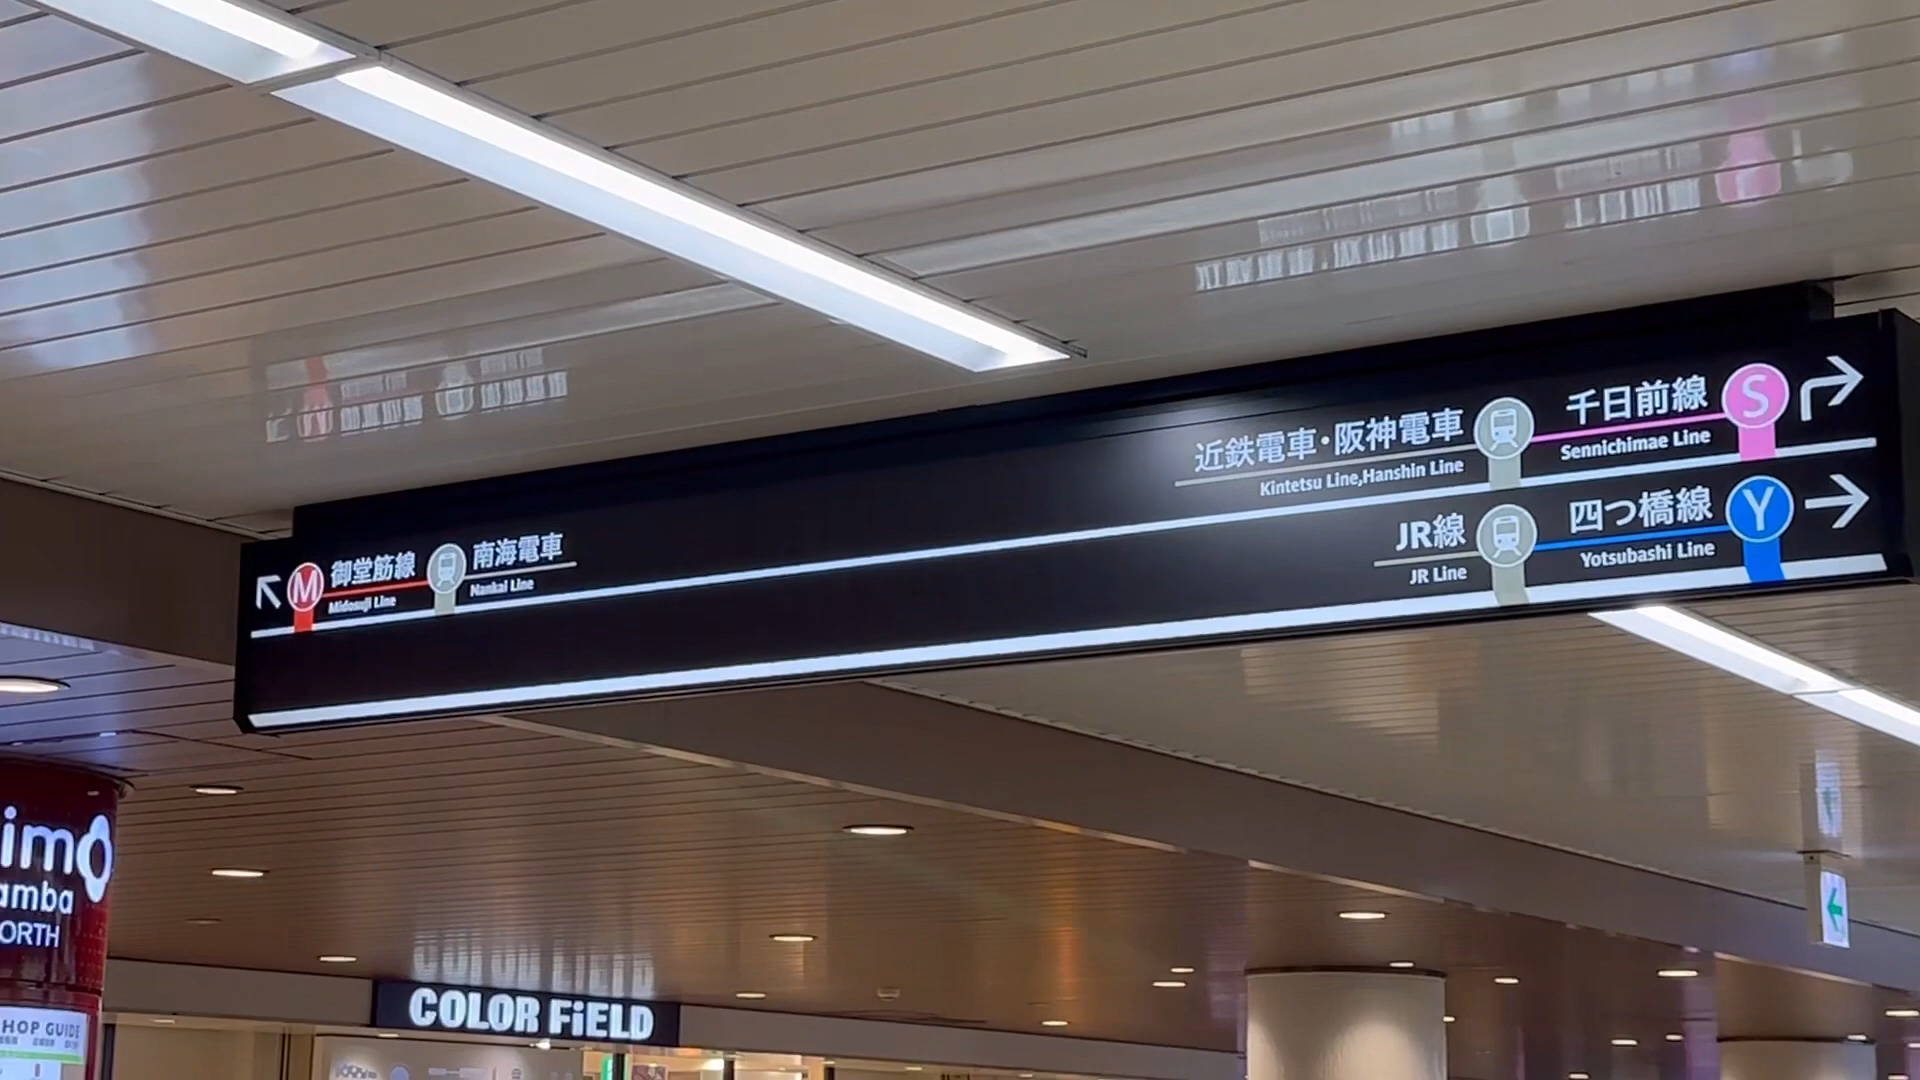 M 御堂筋線 南海電車
Midosuji Line Nankai Line
近鉄電車・阪神電車 千日前線 S
Kintetsu Line,Hanshin Line Sennichimae Line
JR線 四つ橋線 Y
JR Line Yotsubashi Line
imo
amba
ORTH
HOP GUIDE
COLOR FiELD